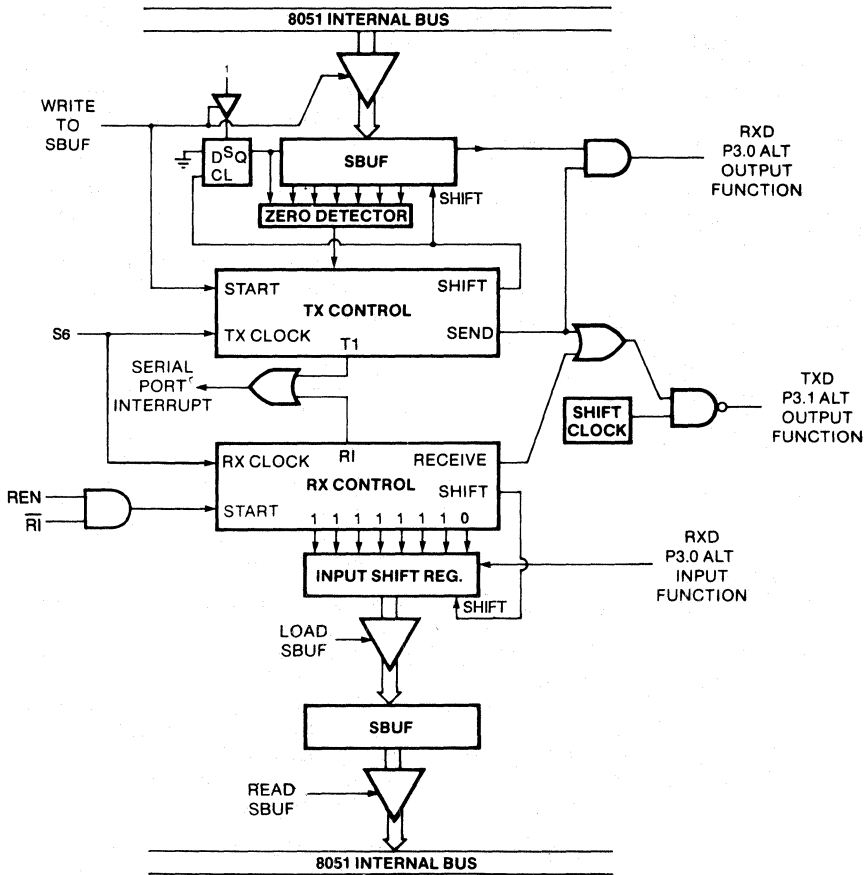 8051 INTERNAL BUS
1
WRITE
TO
SBUF
D S Q
CL
SBUF
SHIFT
ZERO DETECTOR
RXD
P3.0 ALT
OUTPUT
FUNCTION
START
SHIFT
TX CONTROL
S6
TX CLOCK
SEND
T1
SERIAL
PORT
INTERRUPT
SHIFT
CLOCK
TXD
P3.1 ALT
OUTPUT
FUNCTION
RX CLOCK
RI
RECEIVE
RX CONTROL
SHIFT
REN
R̅I̅
START
1 1 1 1 1 1 1 0
INPUT SHIFT REG.
RXD
P3.0 ALT
INPUT
FUNCTION
SHIFT
LOAD
SBUF
SBUF
READ
SBUF
8051 INTERNAL BUS